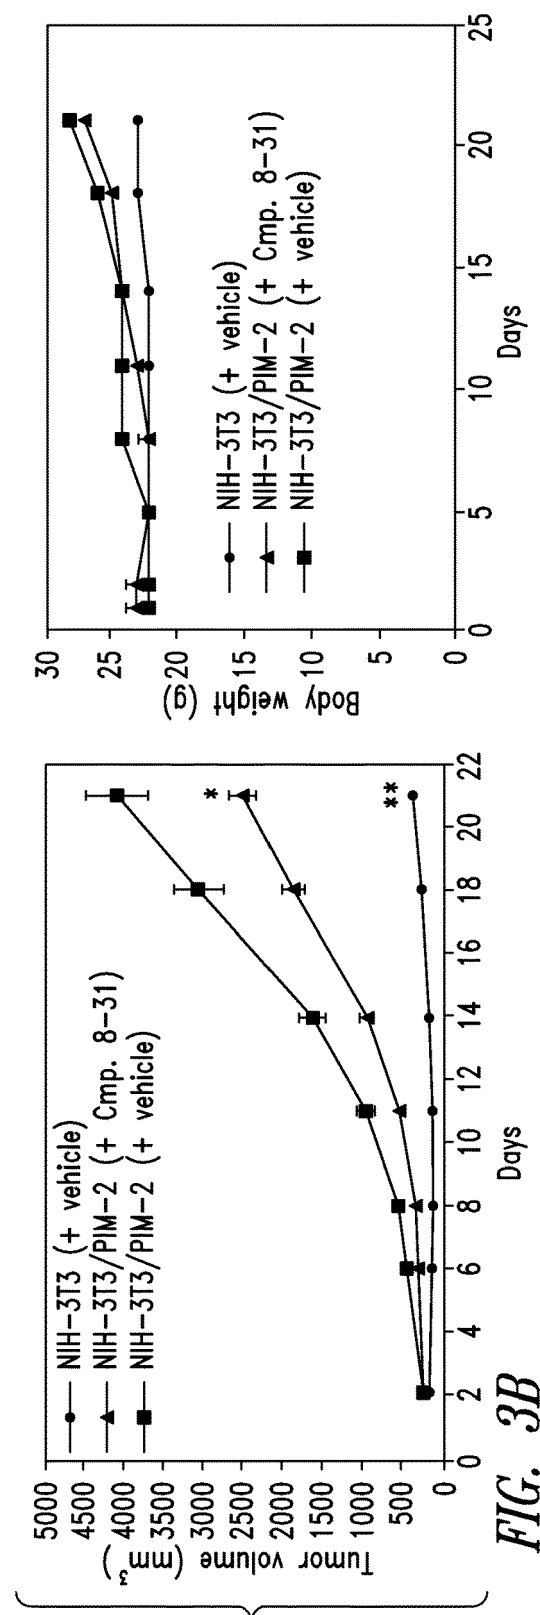 Tumor volume (mm³)
5000
4500
4000
3500
3000
2500
2000
1500
1000
500
0
NIH-3T3 (+ vehicle)
NIH-3T3/PIM-2 (+ Cmp. 8-31)
NIH-3T3/PIM-2 (+ vehicle)
*
**
0 2 4 6 8 10 12 14 16 18 20 22
Days
Body weight (g)
30
25
20
15
10
5
0
NIH-3T3 (+ vehicle)
NIH-3T3/PIM-2 (+ Cmp. 8-31)
NIH-3T3/PIM-2 (+ vehicle)
0 5 10 15 20 25
Days
FIG. 3B